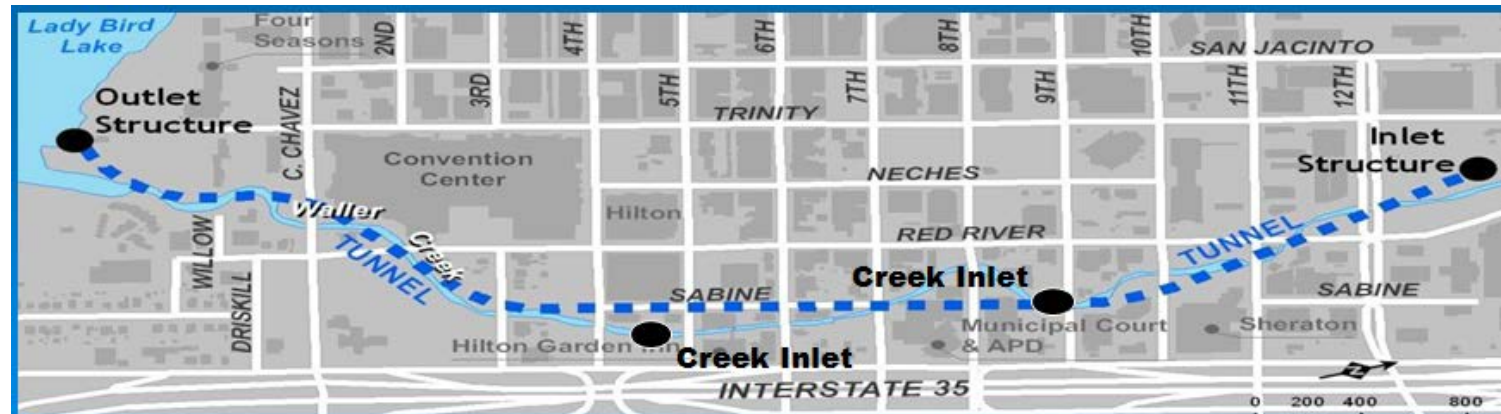 Lady Bird
Lake
Four
Seasons
2ND
3RD
4TH
5TH
6TH
7TH
8TH
9TH
10TH
11TH
12TH
SAN JACINTO
Outlet
Structure
C. CHAVEZ
TRINITY
Convention
Center
NECHES
Inlet
Structure
Waller
Creek
TUNNEL
Hilton
RED RIVER
TUNNEL
WILLOW
DRISKILL
SABINE
Creek Inlet
SABINE
Hilton Garden Inn
Creek Inlet
Municipal Court
& APD
Sheraton
INTERSTATE 35
N
0 200 400 800